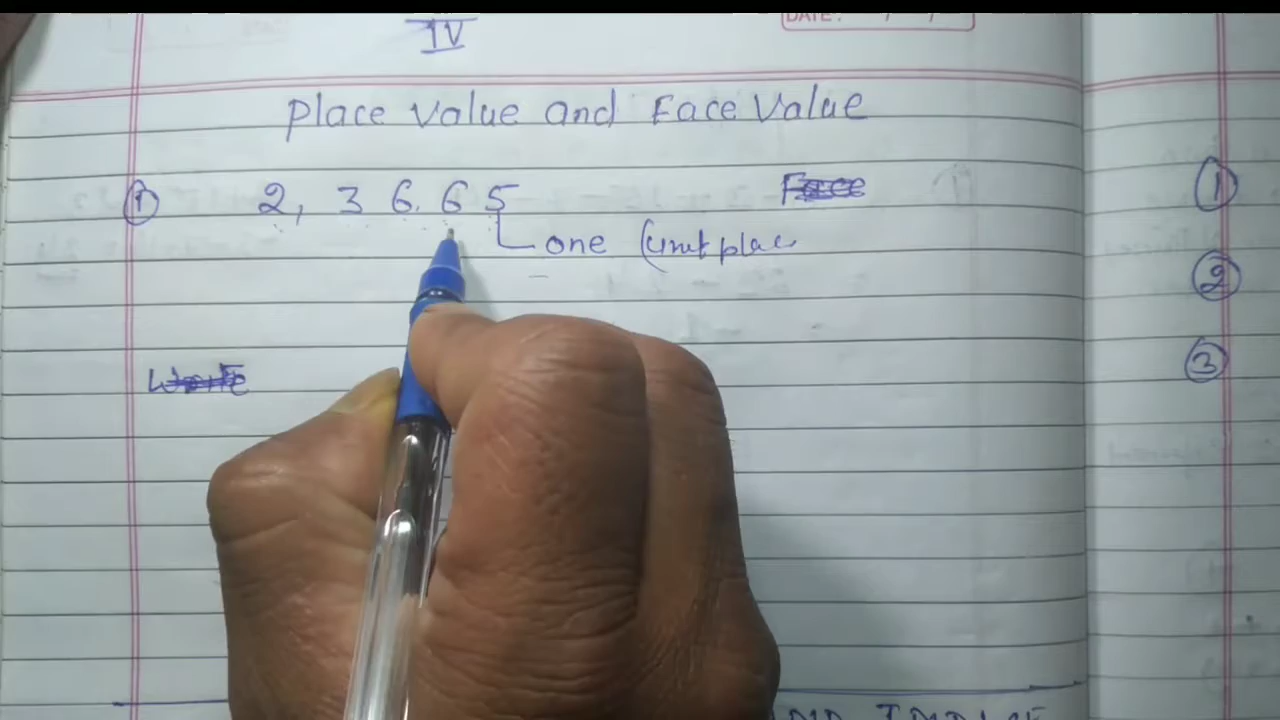 DATE: / /
IV
Place Value and Face Value
① 2, 3 6. 6 5
one (unit plac
①
②
③